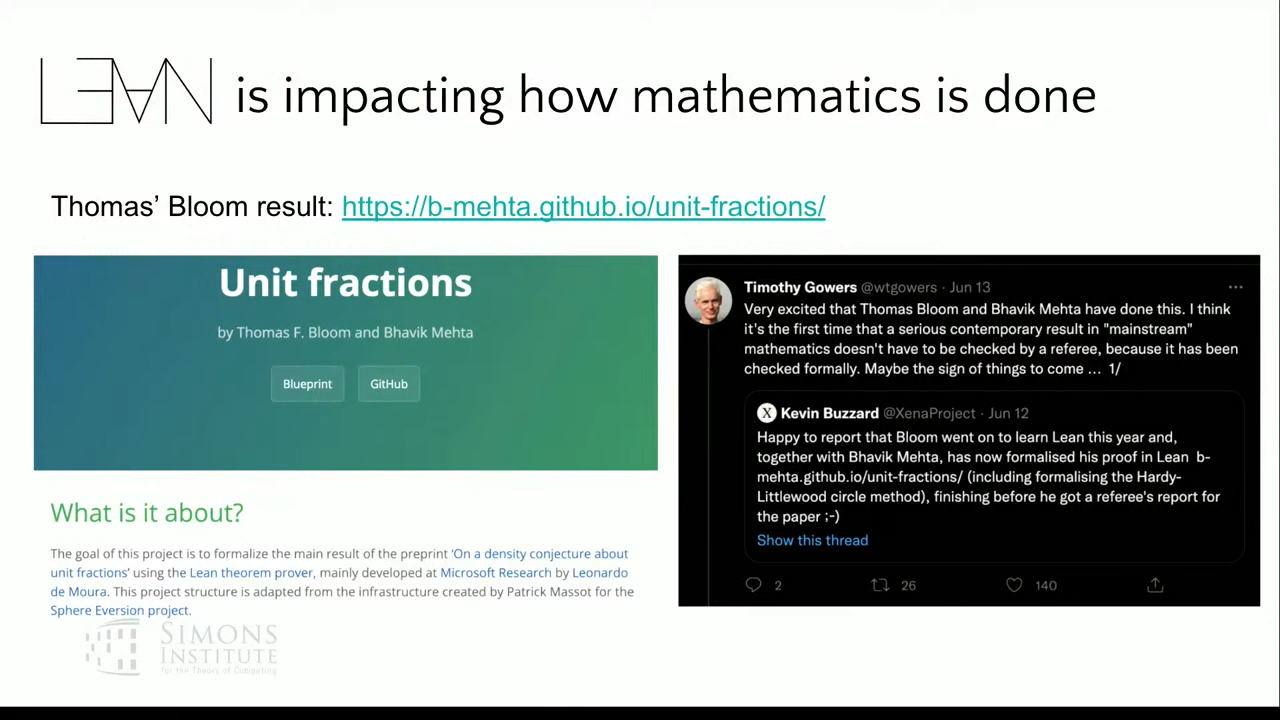 LEAN is impacting how mathematics is done
Thomas’ Bloom result: https://b-mehta.github.io/unit-fractions/
Unit fractions
by Thomas F. Bloom and Bhavik Mehta
Blueprint GitHub
What is it about?
The goal of this project is to formalize the main result of the preprint ‘On a density conjecture about
unit fractions’ using the Lean theorem prover, mainly developed at Microsoft Research by Leonardo
de Moura. This project structure is adapted from the infrastructure created by Patrick Massot for the
Sphere Eversion project.
Timothy Gowers @wtgowers · Jun 13 ...
Very excited that Thomas Bloom and Bhavik Mehta have done this. I think
it's the first time that a serious contemporary result in "mainstream"
mathematics doesn't have to be checked by a referee, because it has been
checked formally. Maybe the sign of things to come ... 1/
X Kevin Buzzard @XenaProject · Jun 12
Happy to report that Bloom went on to learn Lean this year and,
together with Bhavik Mehta, has now formalised his proof in Lean b-
mehta.github.io/unit-fractions/ (including formalising the Hardy-
Littlewood circle method), finishing before he got a referee's report for
the paper ;-)
Show this thread
2 26 140
SIMONS
INSTITUTE
for the Theory of Computing